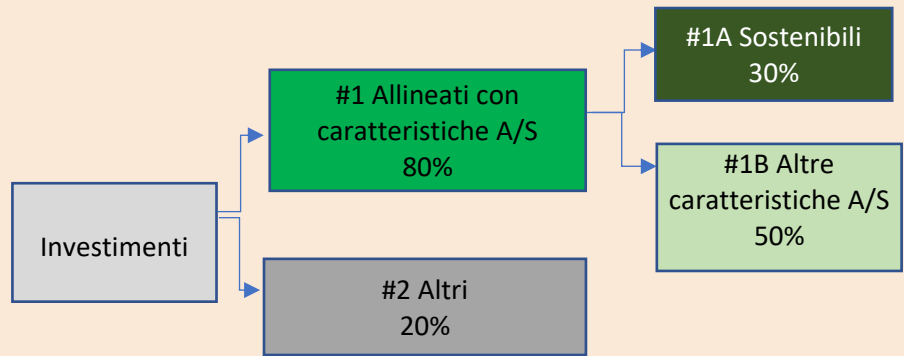 Investimenti
#1 Allineati con
caratteristiche A/S
80%
#2 Altri
20%
#1A Sostenibili
30%
#1B Altre
caratteristiche A/S
50%